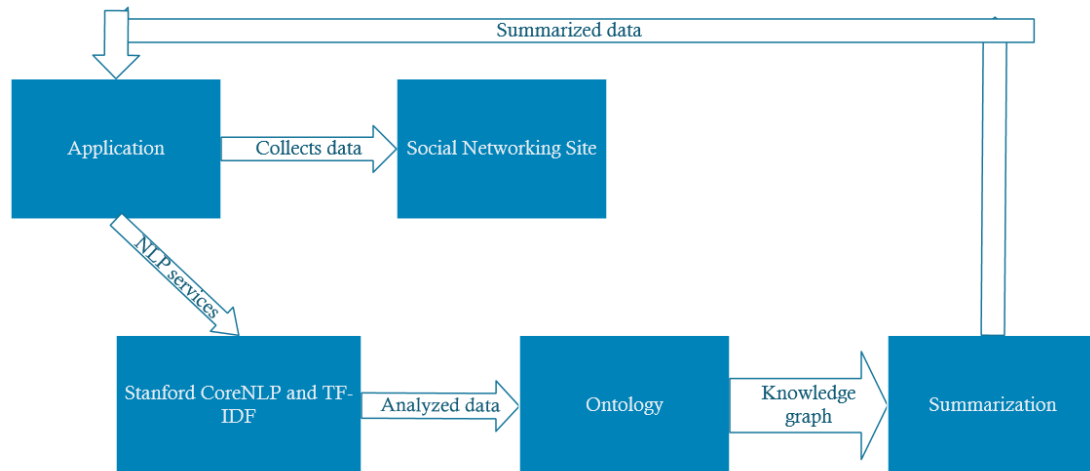 Summarized data
Application
Collects data
Social Networking Site
NLP services
Stanford CoreNLP and TF-
IDF
Analyzed data
Ontology
Knowledge
graph
Summarization